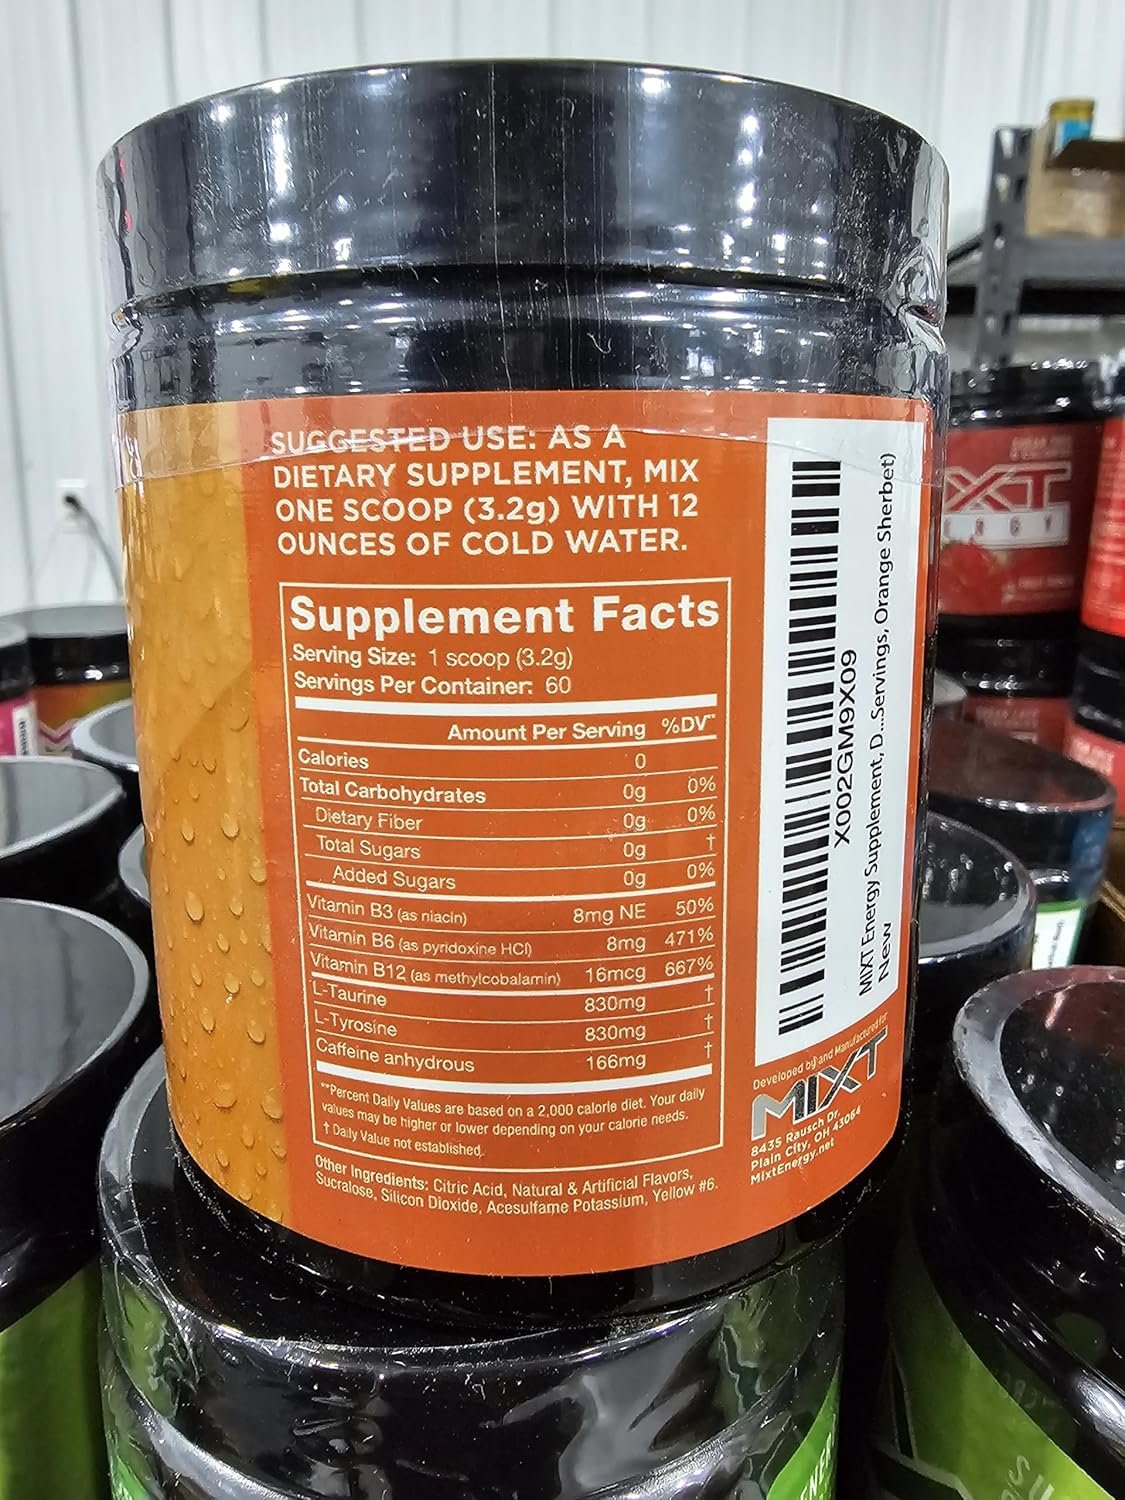 SUGGESTED USE: AS A
DIETARY SUPPLEMENT, MIX
ONE SCOOP (3.2g) WITH 12
OUNCES OF COLD WATER.
Supplement Facts
Serving Size: 1 scoop (3.2g)
Servings Per Container: 60
Amount Per Serving %DV**
Calories 0
Total Carbohydrates 0g 0%
Dietary Fiber 0g 0%
Total Sugars 0g †
Added Sugars 0g 0%
Vitamin B3 (as niacin) 8mg NE 50%
Vitamin B6 (as pyridoxine HCl) 8mg 471%
Vitamin B12 (as methylcobalamin) 16mcg 667%
L-Taurine 830mg †
L-Tyrosine 830mg †
Caffeine anhydrous 166mg †
**Percent Daily Values are based on a 2,000 calorie diet. Your daily
values may be higher or lower depending on your calorie needs.
† Daily Value not established.
Other Ingredients: Citric Acid, Natural & Artificial Flavors,
Sucralose, Silicon Dioxide, Acesulfame Potassium, Yellow #6.
X002GM9X09
MIXT Energy Supplement, D...Servings, Orange Sherbet)
New
Developed by and Manufactured for
MIXT
8435 Rausch Dr.
Plain City, OH 43064
MixtEnergy.net
XT